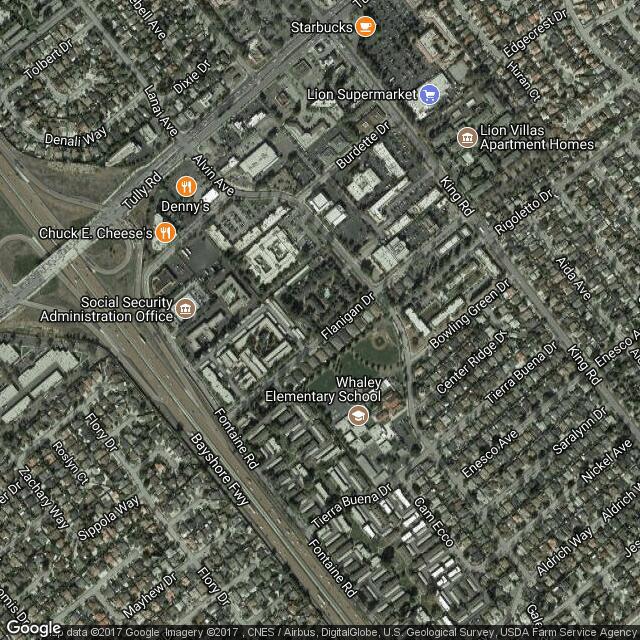 Starbucks
Tolbert Dr
Dixie Dr
Edgecrest Dr
Huran Ct
Lanai Ave
Lion Supermarket
Denali Way
Burdette Dr
Lion Villas
Apartment Homes
Alvin Ave
Tully Rd
Denny's
King Rd
Rigoletto Dr
Chuck E. Cheese's
Aida Ave
Social Security
Administration Office
Flanigan Dr
Bowling Green Dr
Center Ridge Dr
Tierra Buena Dr
King Rd
Enesco A
Whaley
Elementary School
Fontaine Rd
Bayshore Fwy
Flory Dr
Roslyn Ct
Zachary Way
Sippola Way
Enesco Ave
Saralynn Dr
Nickel Ave
Aldrich W
Tierra Buena Dr
Cam Ecco
Aldrich Way
Mayhew Dr
Flory Dr
Fontaine Rd
Google
Map data ©2017 Google Imagery ©2017 , CNES / Airbus, DigitalGlobe, U.S. Geological Survey, USDA Farm Service Agency